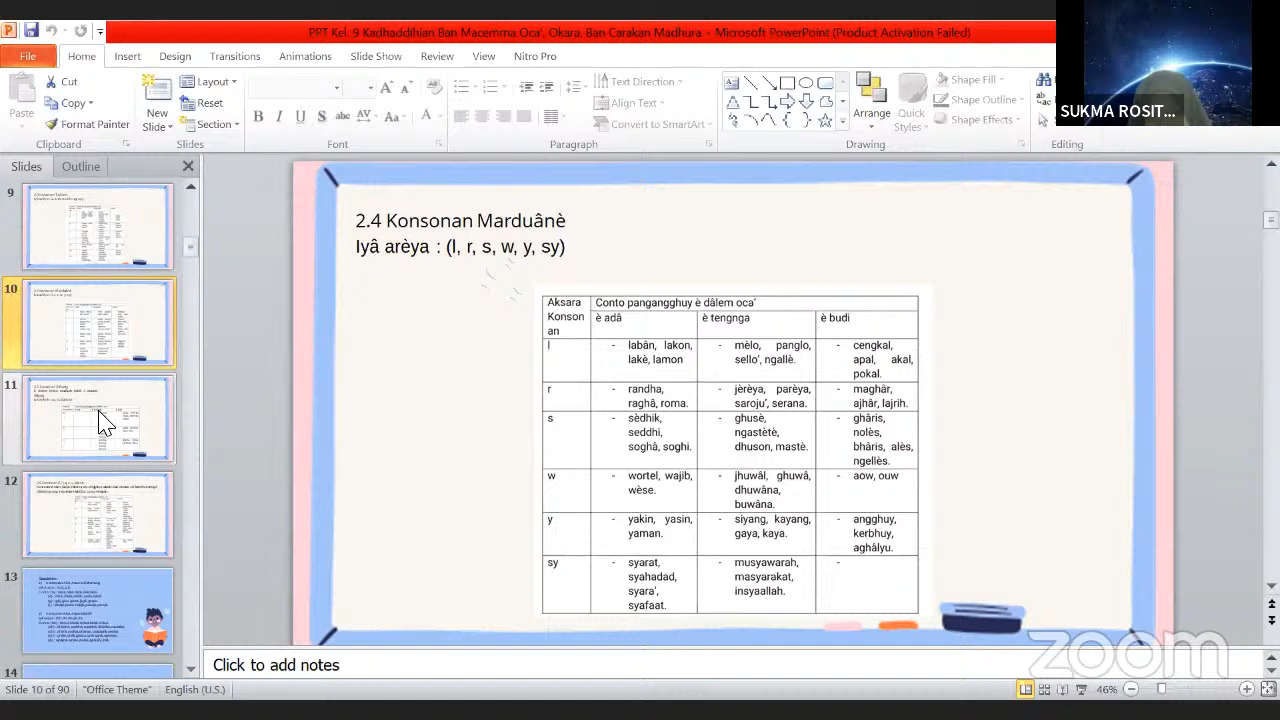 PPT Kel. 9 Kadhaddhian Ban Macemma Oca', Okara, Ban Carakan Madhura - Microsoft PowerPoint (Product Activation Failed)
File Home Insert Design Transitions Animations Slide Show Review View Nitro Pro
Paste Cut Copy Format Painter
Clipboard
New Slide Layout Reset Section
Slides
Font
Text Direction Align Text Convert to SmartArt
Paragraph
Arrange Quick Styles Shape Fill Shape Outline Shape Effects
Drawing
Editing
SUKMA ROSIT...
Slides Outline
9
10
11
12
13
14
2.4 Konsonan Marduânè
Iyâ arèya : (l, r, s, w, y, sy)
Aksara Konson an Conto pangangghuy è dâlem oca'
è adâ è tengnga è budi
l - labân, lakon, lakè, lamon - mèlo, panglo, sello', ngallè. - cengkal, apal, akal, pokal.
r - randha, raghâ, roma. - jèrèya, parèya, saroju', serana. - maghâr, ajhâr, lajrih.
s - sèdhik, seddhi, soghâ, soghi. - ghusè, ngastètè, dhuson, mastè. - ghâris, nolès, bhâris, alès, ngellès.
w - wortel, wajib, wèse. - jhuwâl, ghuwâ, dhuwâna, buwâna. - aow, ouw
y - yakin, yasin, yaman. - siyang, kayang, gaya, kaya. - angghuy, kerbhuy, aghâlyu.
sy - syarat, syahadad, syara', syafaat. - musyawarah, masyarakat, insyaallah. -
Click to add notes
zoom
Slide 10 of 90 "Office Theme" English (U.S.) 46%